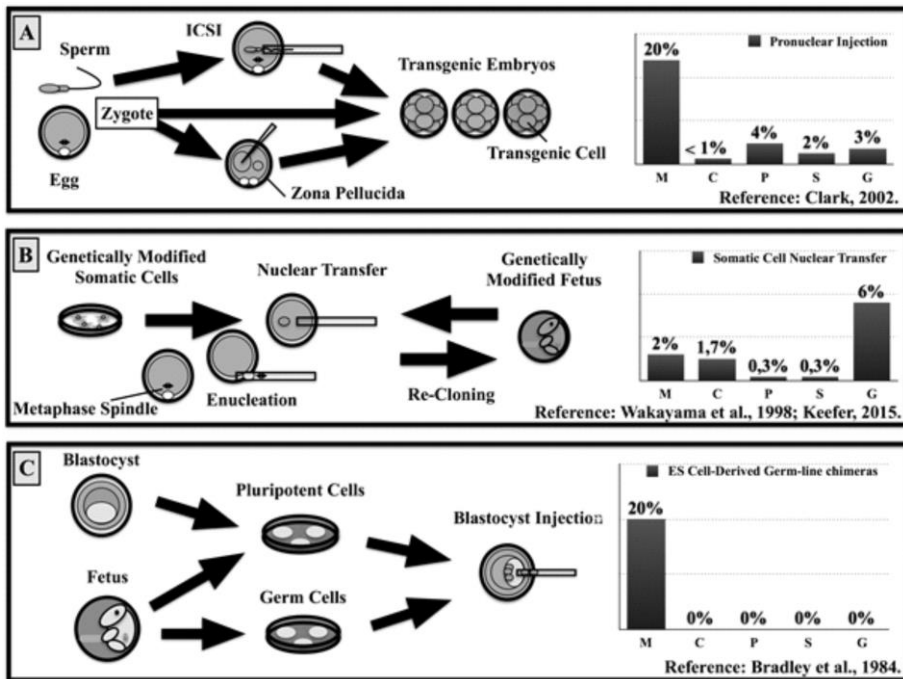 A
ICSI
Sperm
Zygote
Egg
Zona Pellucida
Transgenic Embryos
Transgenic Cell
Pronuclear Injection
20%
< 1%
4%
2%
3%
M C P S G
Reference: Clark, 2002.
B
Genetically Modified
Somatic Cells
Nuclear Transfer
Genetically
Modified Fetus
Metaphase Spindle
Enucleation
Re-Cloning
Somatic Cell Nuclear Transfer
2%
1,7%
0,3%
0,3%
6%
M C P S G
Reference: Wakayama et al., 1998; Keefer, 2015.
C
Blastocyst
Pluripotent Cells
Blastocyst Injection
Fetus
Germ Cells
ES Cell-Derived Germ-line chimeras
20%
0%
0%
0%
0%
M C P S G
Reference: Bradley et al., 1984.